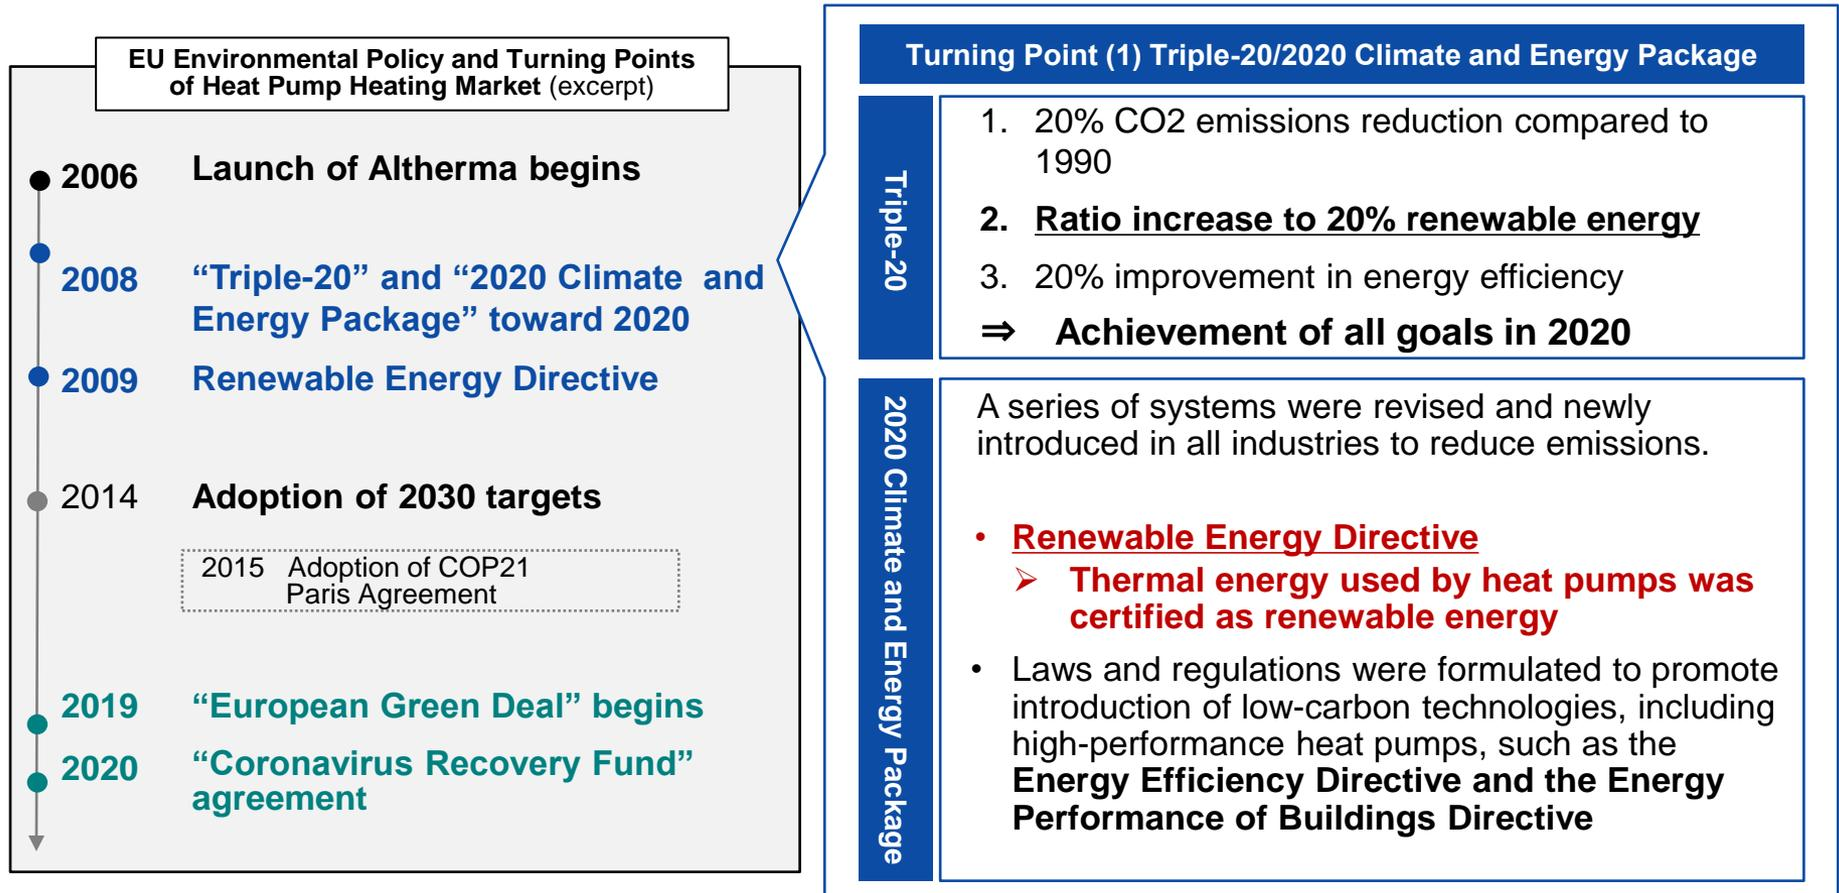 EU Environmental Policy and Turning Points
of Heat Pump Heating Market (excerpt)
2006 Launch of Altherma begins
2008 “Triple-20” and “2020 Climate and
Energy Package” toward 2020
2009 Renewable Energy Directive
2014 Adoption of 2030 targets
2015 Adoption of COP21
Paris Agreement
2019 “European Green Deal” begins
2020 “Coronavirus Recovery Fund”
agreement
Turning Point (1) Triple-20/2020 Climate and Energy Package
Triple-20
1. 20% CO2 emissions reduction compared to
1990
2. Ratio increase to 20% renewable energy
3. 20% improvement in energy efficiency
⇒ Achievement of all goals in 2020
2020 Climate and Energy Package
A series of systems were revised and newly
introduced in all industries to reduce emissions.
• Renewable Energy Directive
➢ Thermal energy used by heat pumps was
certified as renewable energy
• Laws and regulations were formulated to promote
introduction of low-carbon technologies, including
high-performance heat pumps, such as the
Energy Efficiency Directive and the Energy
Performance of Buildings Directive